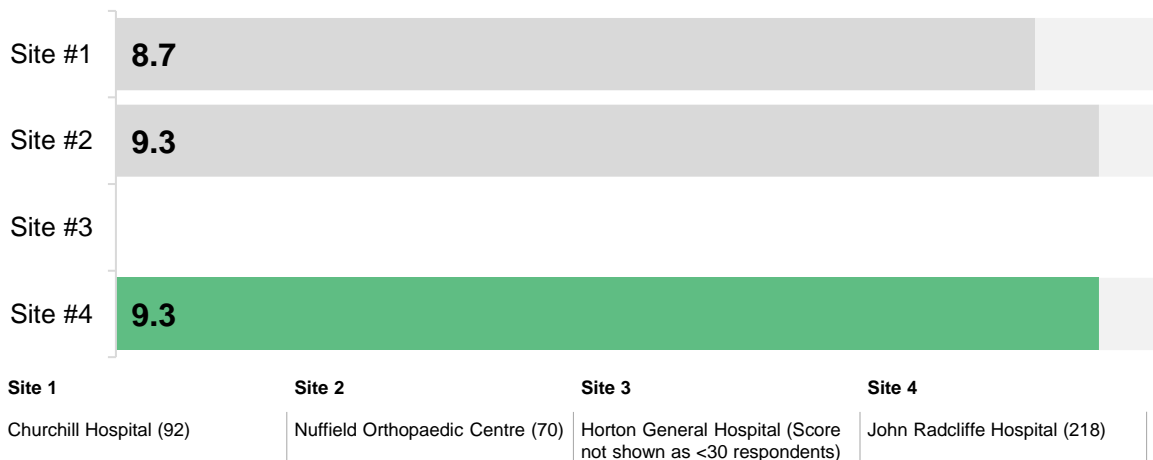 Site #1
8.7
Site #2
9.3
Site #3
Site #4
9.3
Site 1
Site 2
Site 3
Site 4
Churchill Hospital (92)
Nuffield Orthopaedic Centre (70)
Horton General Hospital (Score
not shown as <30 respondents)
John Radcliffe Hospital (218)